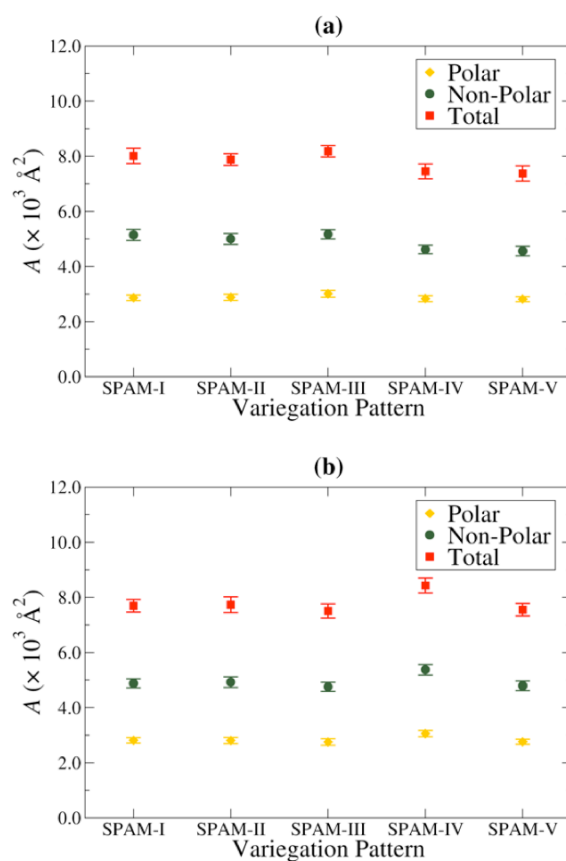 (a)
12.0
10.0
8.0
6.0
4.0
2.0
0.0
A (× 10³ Å²)
Polar
Non-Polar
Total
SPAM-I SPAM-II SPAM-III SPAM-IV SPAM-V
Variegation Pattern
(b)
12.0
10.0
8.0
6.0
4.0
2.0
0.0
A (× 10³ Å²)
Polar
Non-Polar
Total
SPAM-I SPAM-II SPAM-III SPAM-IV SPAM-V
Variegation Pattern